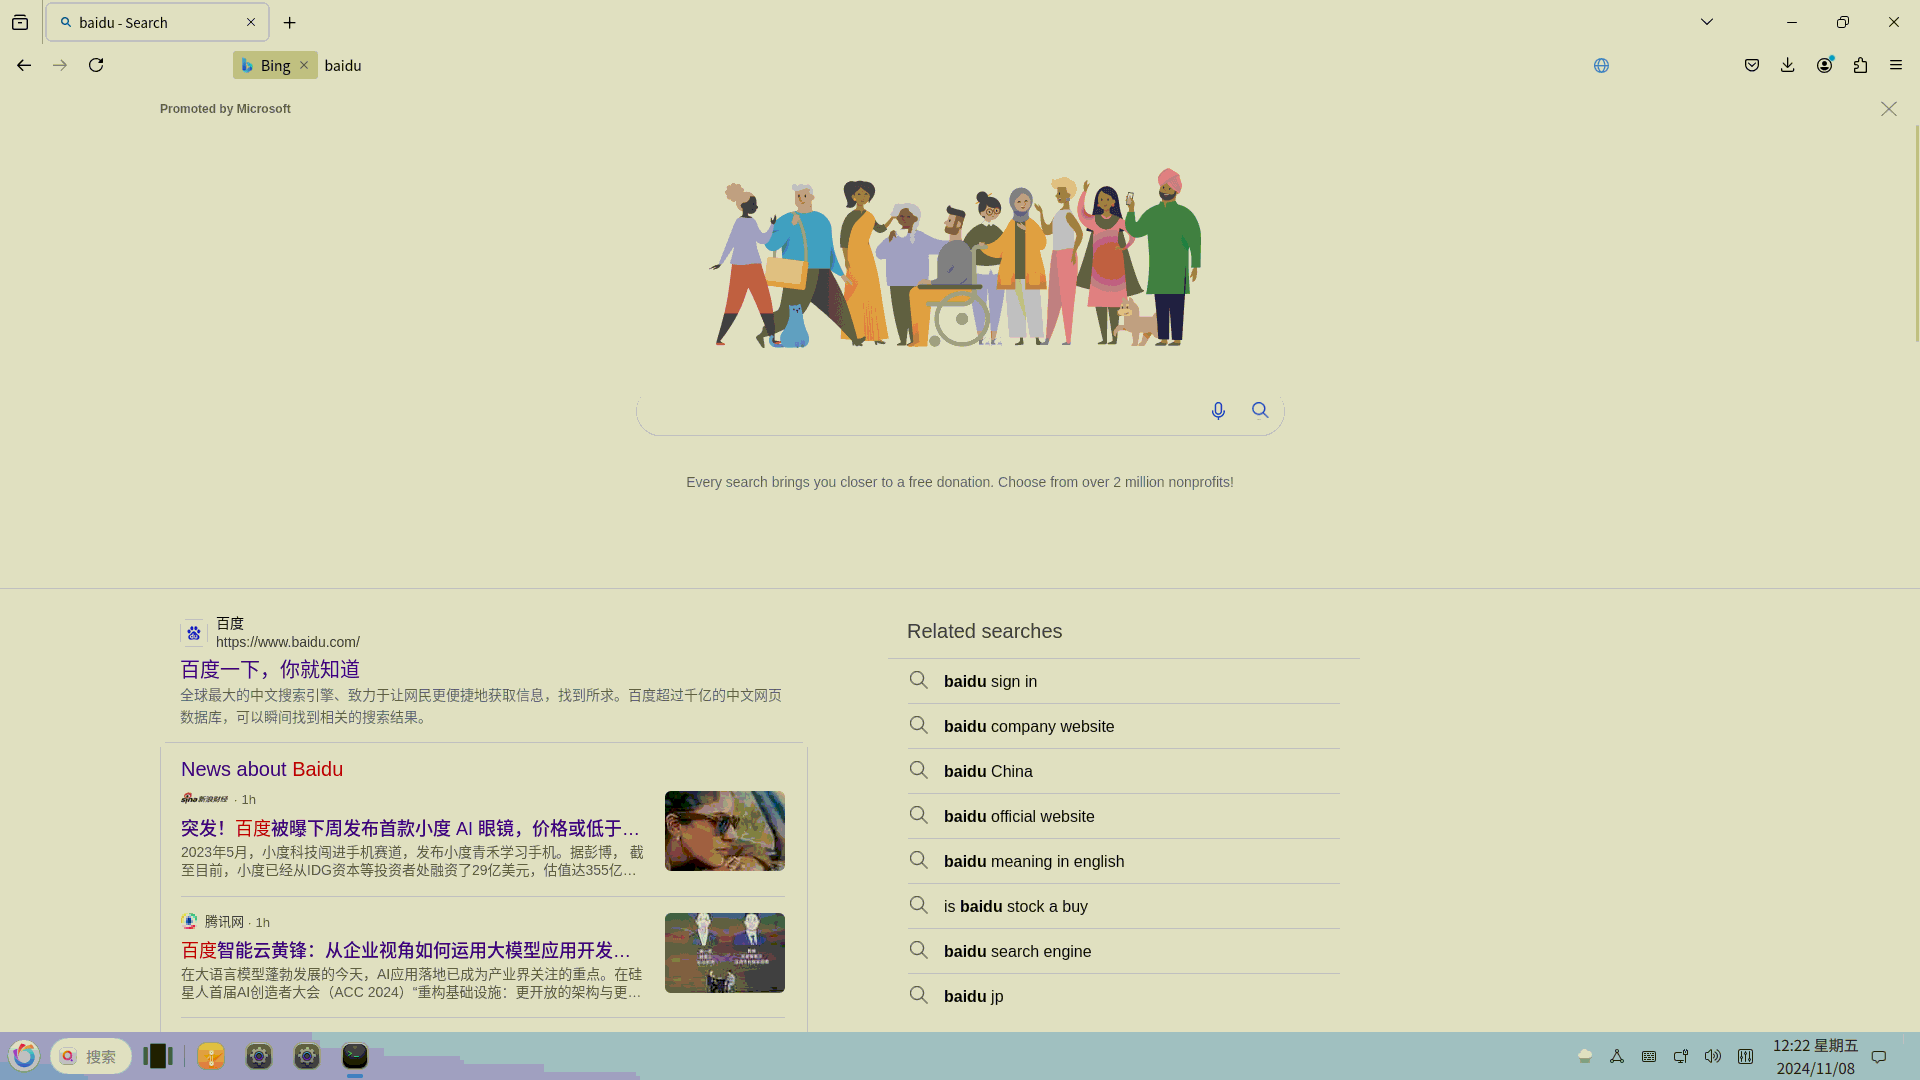 baidu - Search
Bing
baidu
Promoted by Microsoft
Every search brings you closer to a free donation. Choose from over 2 million nonprofits!
百度
https://www.baidu.com/
百度一下，你就知道
全球最大的中文搜索引擎、致力于让网民更便捷地获取信息，找到所求。百度超过千亿的中文网页
数据库，可以瞬间找到相关的搜索结果。
News about Baidu
sina 新浪财经 · 1h
突发！百度被曝下周发布首款小度 AI 眼镜，价格或低于…
2023年5月，小度科技闯进手机赛道，发布小度青禾学习手机。据彭博， 截
至目前，小度已经从IDG资本等投资者处融资了29亿美元，估值达355亿…
腾讯网 · 1h
百度智能云黄锋：从企业视角如何运用大模型应用开发…
在大语言模型蓬勃发展的今天，AI应用落地已成为产业界关注的重点。在硅
星人首届AI创造者大会（ACC 2024）“重构基础设施：更开放的架构与更…
Related searches
baidu sign in
baidu company website
baidu China
baidu official website
baidu meaning in english
is baidu stock a buy
baidu search engine
baidu jp
搜索
12:22 星期五
2024/11/08